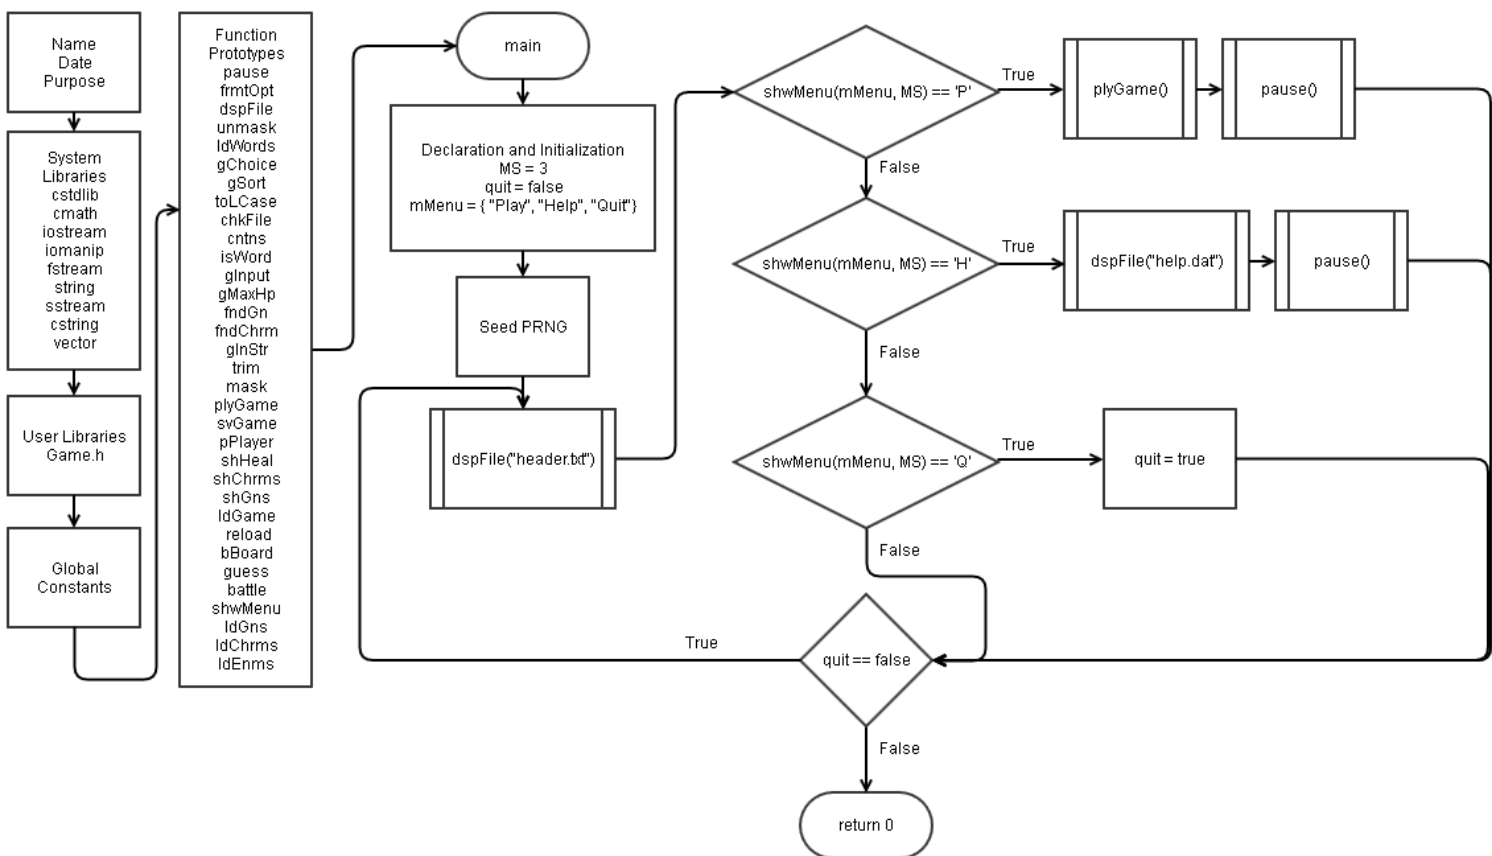 Name
Date
Purpose
System
Libraries
cstdlib
cmath
iostream
iomanip
fstream
string
sstream
cstring
vector
User Libraries
Game.h
Global
Constants
Function
Prototypes
pause
frmtOpt
dspFile
unmask
ldWords
gChoice
gSort
toLCase
chkFile
cntns
isWord
gInput
gMaxHp
fndGn
fndChrm
gInStr
trim
mask
plyGame
svGame
pPlayer
shHeal
shChrms
shGns
ldGame
reload
bBoard
guess
battle
shwMenu
ldGns
ldChrms
ldEnms
main
Declaration and Initialization
MS = 3
quit = false
mMenu = { "Play", "Help", "Quit"}
Seed PRNG
dspFile("header.txt")
shwMenu(mMenu, MS) == 'P'
True
plyGame()
pause()
False
shwMenu(mMenu, MS) == 'H'
True
dspFile("help.dat")
pause()
False
shwMenu(mMenu, MS) == 'Q'
True
quit = true
False
True
quit == false
False
return 0